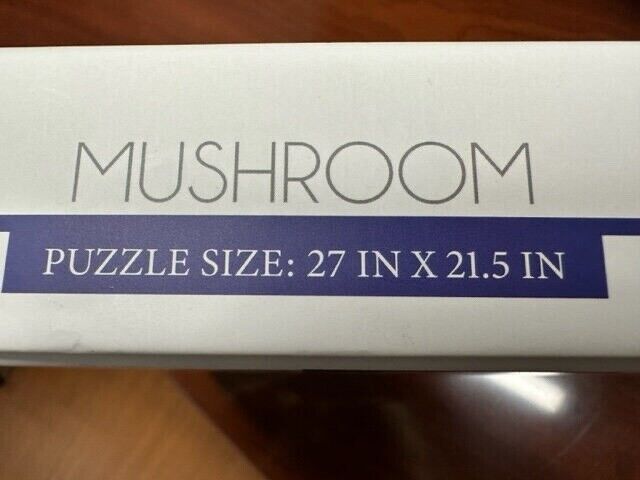 MUSHROOM
PUZZLE SIZE: 27 IN X 21.5 IN